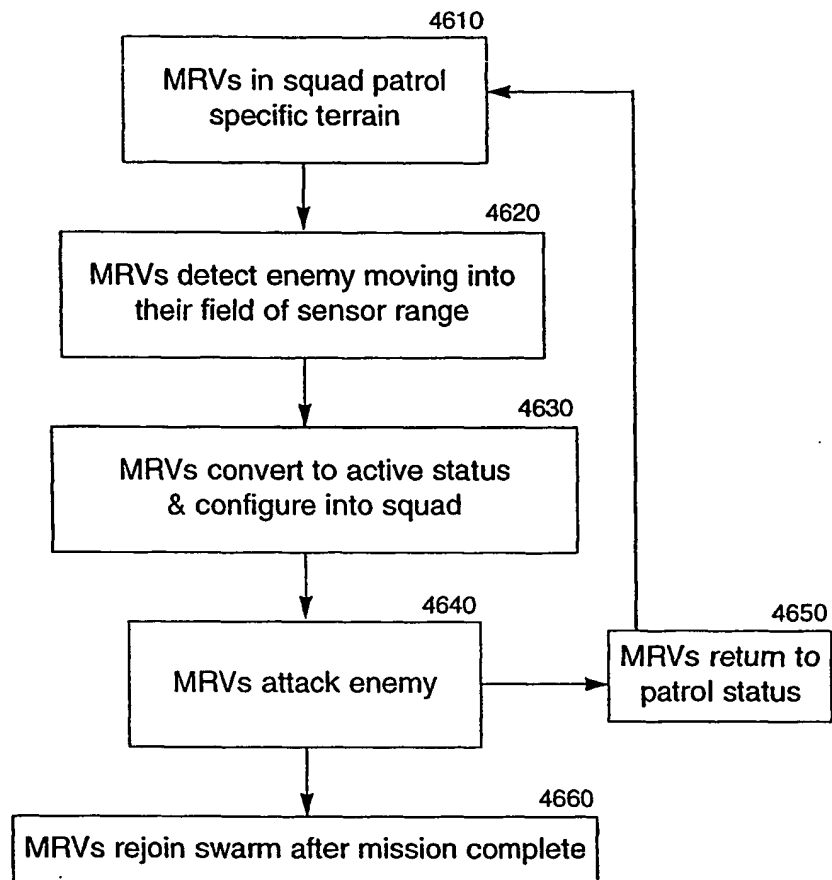 4610
MRVs in squad patrol
specific terrain
4620
MRVs detect enemy moving into
their field of sensor range
4630
MRVs convert to active status
& configure into squad
4640
MRVs attack enemy
4650
MRVs return to
patrol status
4660
MRVs rejoin swarm after mission complete